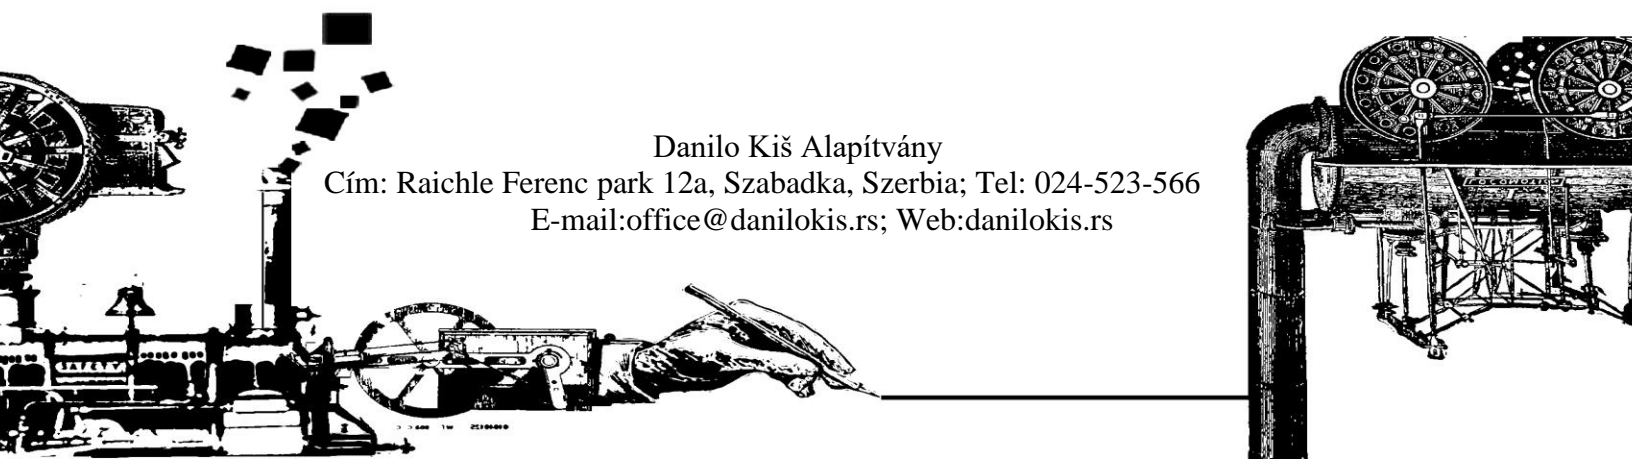 Danilo Kiš Alapítvány
Cím: Raichle Ferenc park 12a, Szabadka, Szerbia; Tel: 024-523-566
E-mail:office@danilokis.rs; Web:danilokis.rs